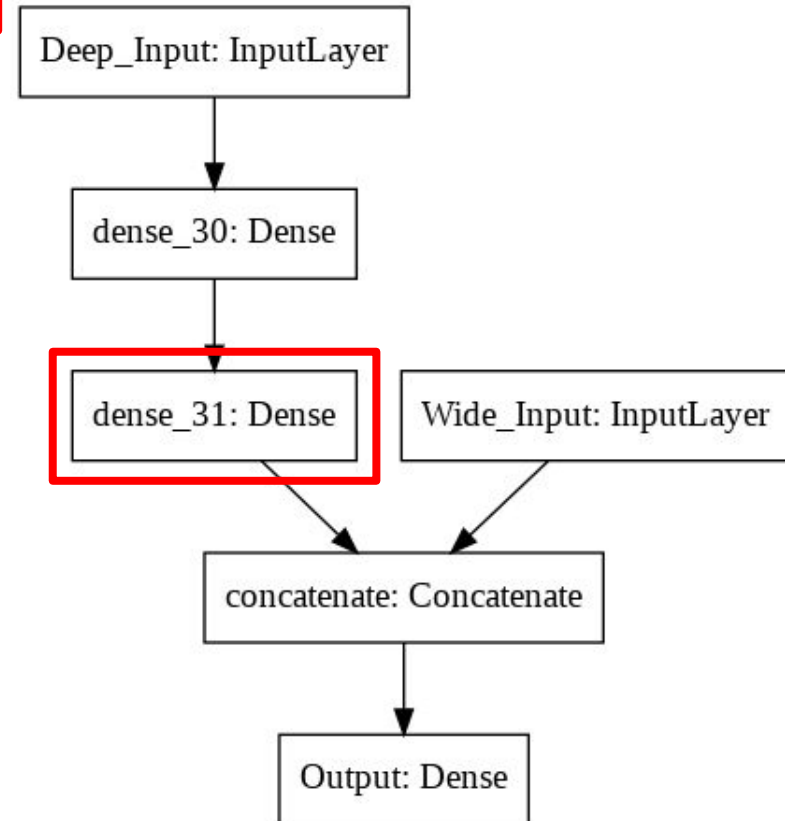 Deep_Input: InputLayer
dense_30: Dense
dense_31: Dense
Wide_Input: InputLayer
concatenate: Concatenate
Output: Dense